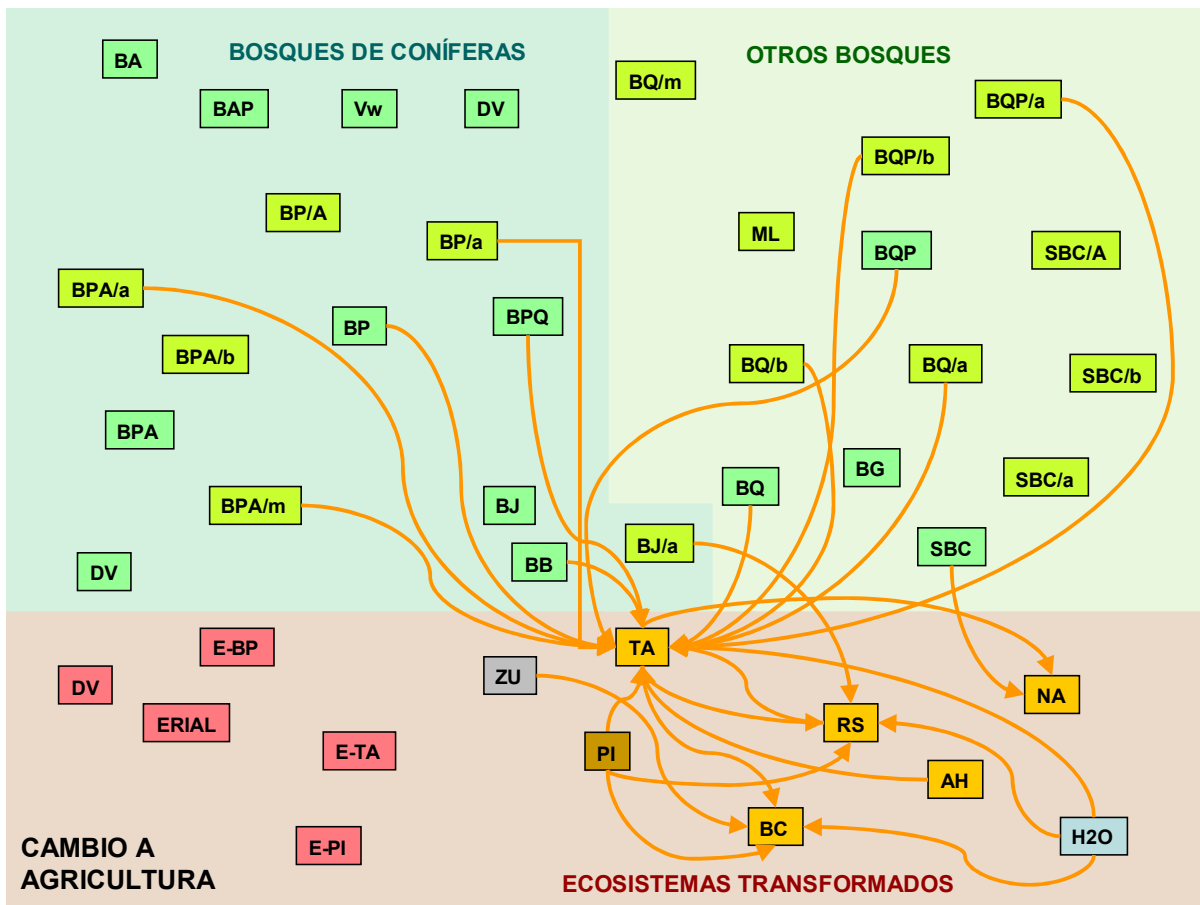 BOSQUES DE CONÍFERAS
OTROS BOSQUES
BA
BQ/m
BAP
Vw
DV
BQP/a
BQP/b
BP/A
BP/a
ML
BQP
SBC/A
BPA/a
BP
BPQ
BPA/b
BQ/b
BQ/a
SBC/b
BPA
BG
SBC/a
BPA/m
BJ
BQ
BJ/a
SBC
DV
BB
E-BP
TA
DV
ZU
NA
ERIAL
RS
E-TA
PI
AH
BC
H2O
E-PI
CAMBIO A
AGRICULTURA
ECOSISTEMAS TRANSFORMADOS